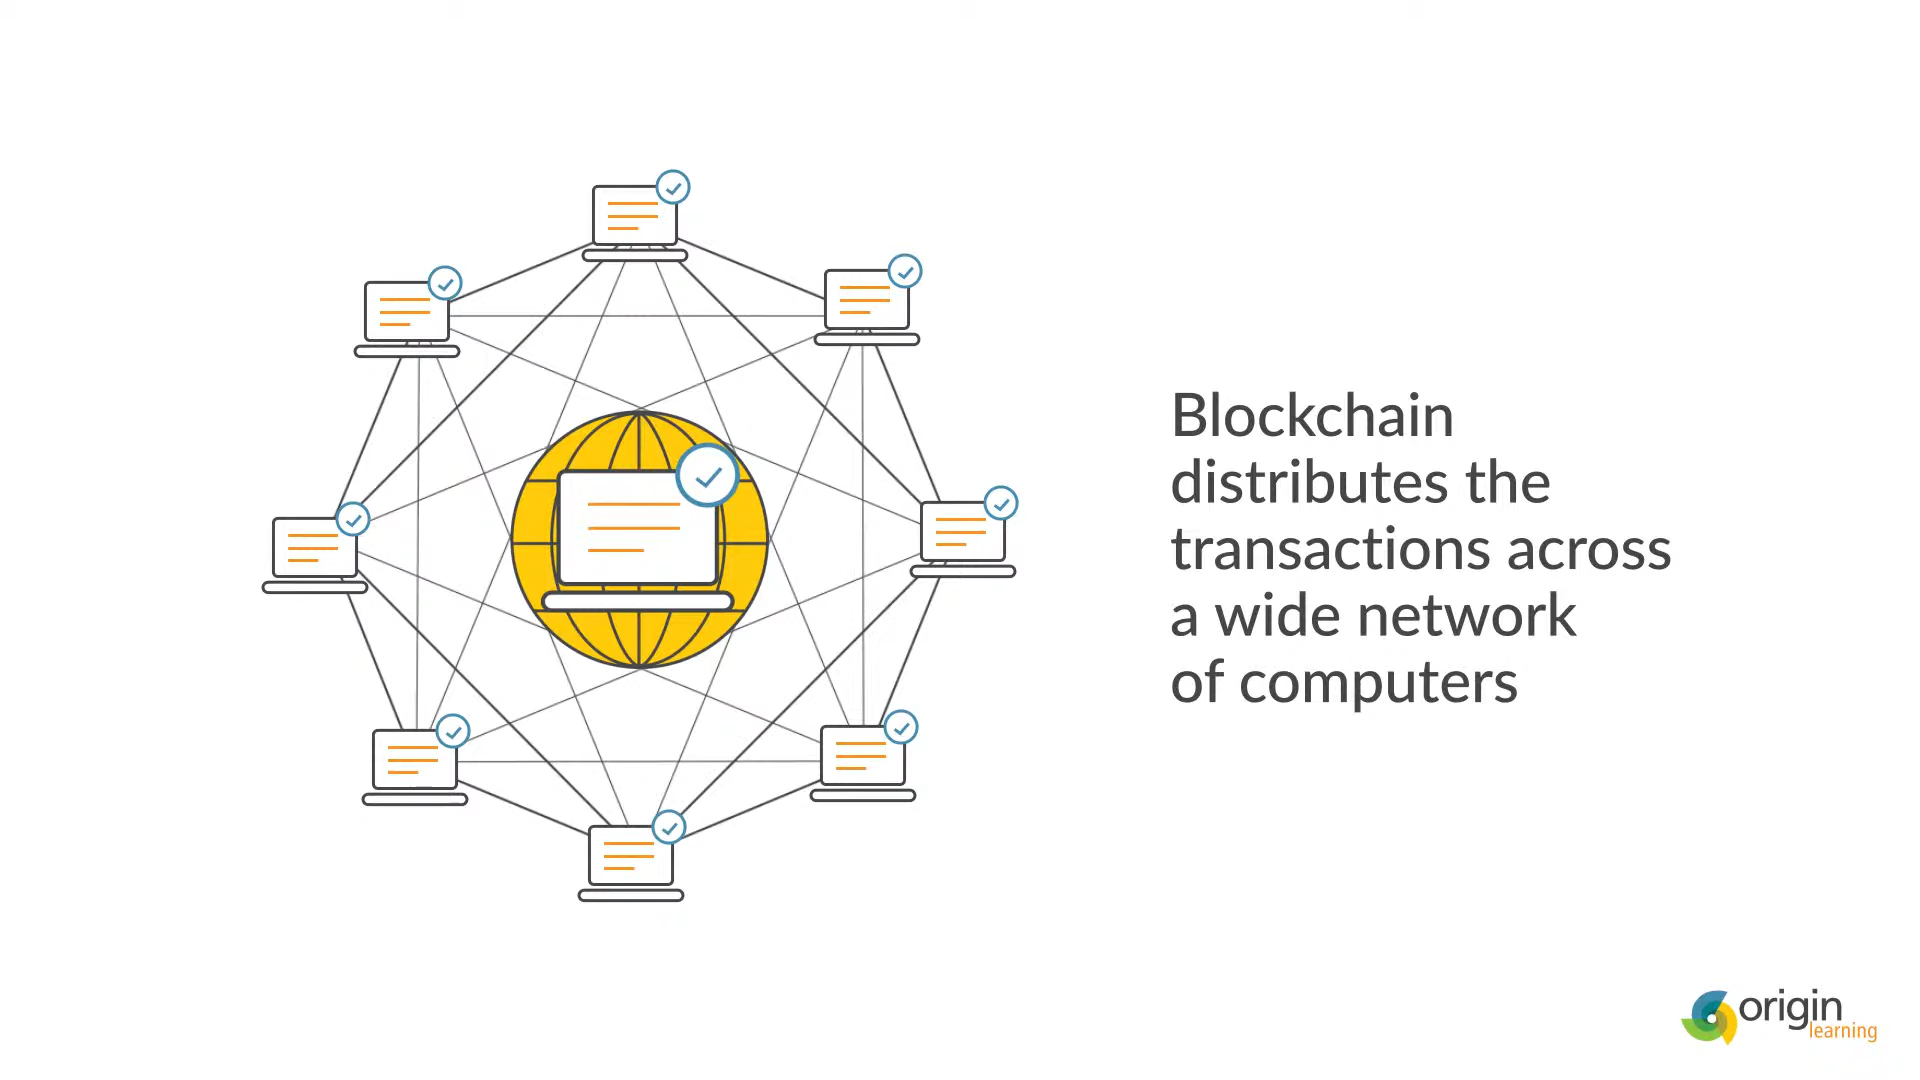 Blockchain
distributes the
transactions across
a wide network
of computers
origin
learning